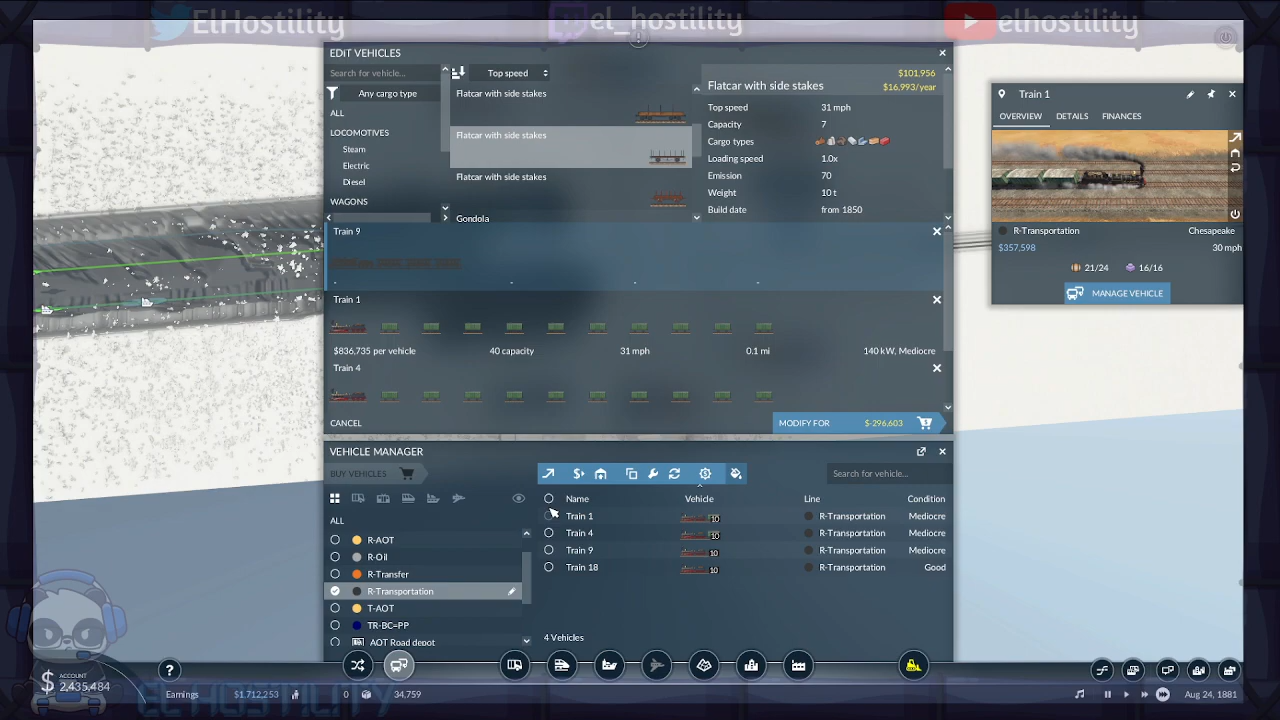 ElHostility
el_hostility
elhostility
EDIT VEHICLES
Search for vehicle...
Top speed
Any cargo type
ALL
LOCOMOTIVES
Steam
Electric
Diesel
WAGONS
Flatcar with side stakes
Flatcar with side stakes
Flatcar with side stakes
Gondola
Flatcar with side stakes
$101,956
$16,993/year
Top speed 31 mph
Capacity 7
Cargo types
Loading speed 1.0x
Emission 70
Weight 10 t
Build date from 1850
Train 9
- - - -
Train 1
$836,735 per vehicle 40 capacity 31 mph 0.1 mi 140 kW, Mediocre
Train 4
CANCEL
MODIFY FOR $-296,603
Train 1
OVERVIEW DETAILS FINANCES
R-Transportation Chesapeake
$357,598 30 mph
21/24 16/16
MANAGE VEHICLE
VEHICLE MANAGER
BUY VEHICLES
Search for vehicle...
ALL
R-AOT
R-Oil
R-Transfer
R-Transportation
T-AOT
TR-BC=PP
AOT Road depot
Name Vehicle Line Condition
Train 1 10 R-Transportation Mediocre
Train 4 10 R-Transportation Mediocre
Train 9 10 R-Transportation Mediocre
Train 18 10 R-Transportation Good
4 Vehicles
$ ACCOUNT
2,435,484
?
Earnings $1,712,253 0 34,759
Aug 24, 1881
ELHOSTILITY